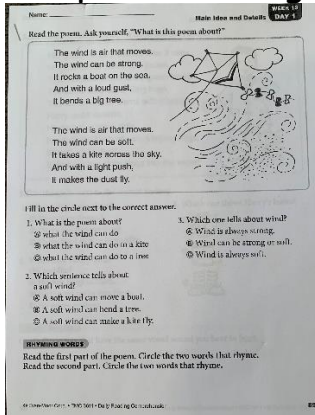 Name:
WEEK 13
Main Idea and Details DAY 1
Read the poem. Ask yourself, "What is this poem about?"
The wind is air that moves.
The wind can be strong.
It rocks a boat on the sea.
And with a loud gust,
It bends a big tree.
The wind is air that moves.
The wind can be soft.
It takes a kite across the sky.
And with a light push,
It makes the dust fly.
Fill in the circle next to the correct answer.
1. What is the poem about?
Ⓐ what the wind can do
Ⓑ what the wind can do to a kite
Ⓒ what the wind can do to a tree
2. Which sentence tells about
a soft wind?
Ⓐ A soft wind can move a boat.
Ⓑ A soft wind can bend a tree.
Ⓒ A soft wind can make a kite fly.
3. Which one tells about wind?
Ⓐ Wind is always strong.
Ⓑ Wind can be strong or soft.
Ⓒ Wind is always soft.
RHYMING WORDS
Read the first part of the poem. Circle the two words that rhyme.
Read the second part. Circle the two words that rhyme.
Daily Reading Comprehension